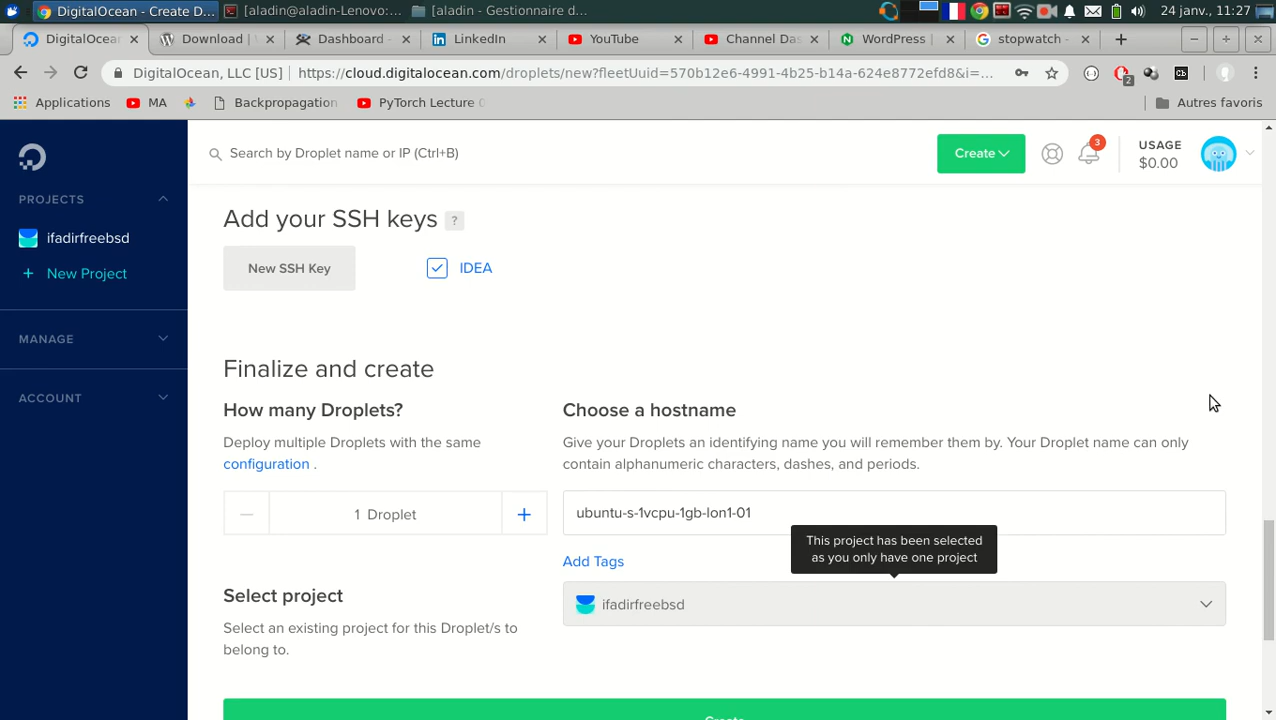 DigitalOcean - Create D...
[aladin@aladin-Lenovo:...
[aladin - Gestionnaire d...
24 janv., 11:27
DigitalOcean
Download |
Dashboard -
LinkedIn
YouTube
Channel Das
WordPress |
stopwatch -
DigitalOcean, LLC [US] | https://cloud.digitalocean.com/droplets/new?fleetUuid=570b12e6-4991-4b25-b14a-624e8772efd8&i=...
2
Applications
MA
Backpropagation
PyTorch Lecture
Autres favoris
Search by Droplet name or IP (Ctrl+B)
Create
3
USAGE
$0.00
PROJECTS
ifadirfreebsd
+ New Project
MANAGE
ACCOUNT
Add your SSH keys ?
New SSH Key
IDEA
Finalize and create
How many Droplets?
Deploy multiple Droplets with the same
configuration .
1 Droplet
Choose a hostname
Give your Droplets an identifying name you will remember them by. Your Droplet name can only
contain alphanumeric characters, dashes, and periods.
ubuntu-s-1vcpu-1gb-lon1-01
This project has been selected
as you only have one project
Add Tags
Select project
Select an existing project for this Droplet/s to
belong to.
ifadirfreebsd
Create